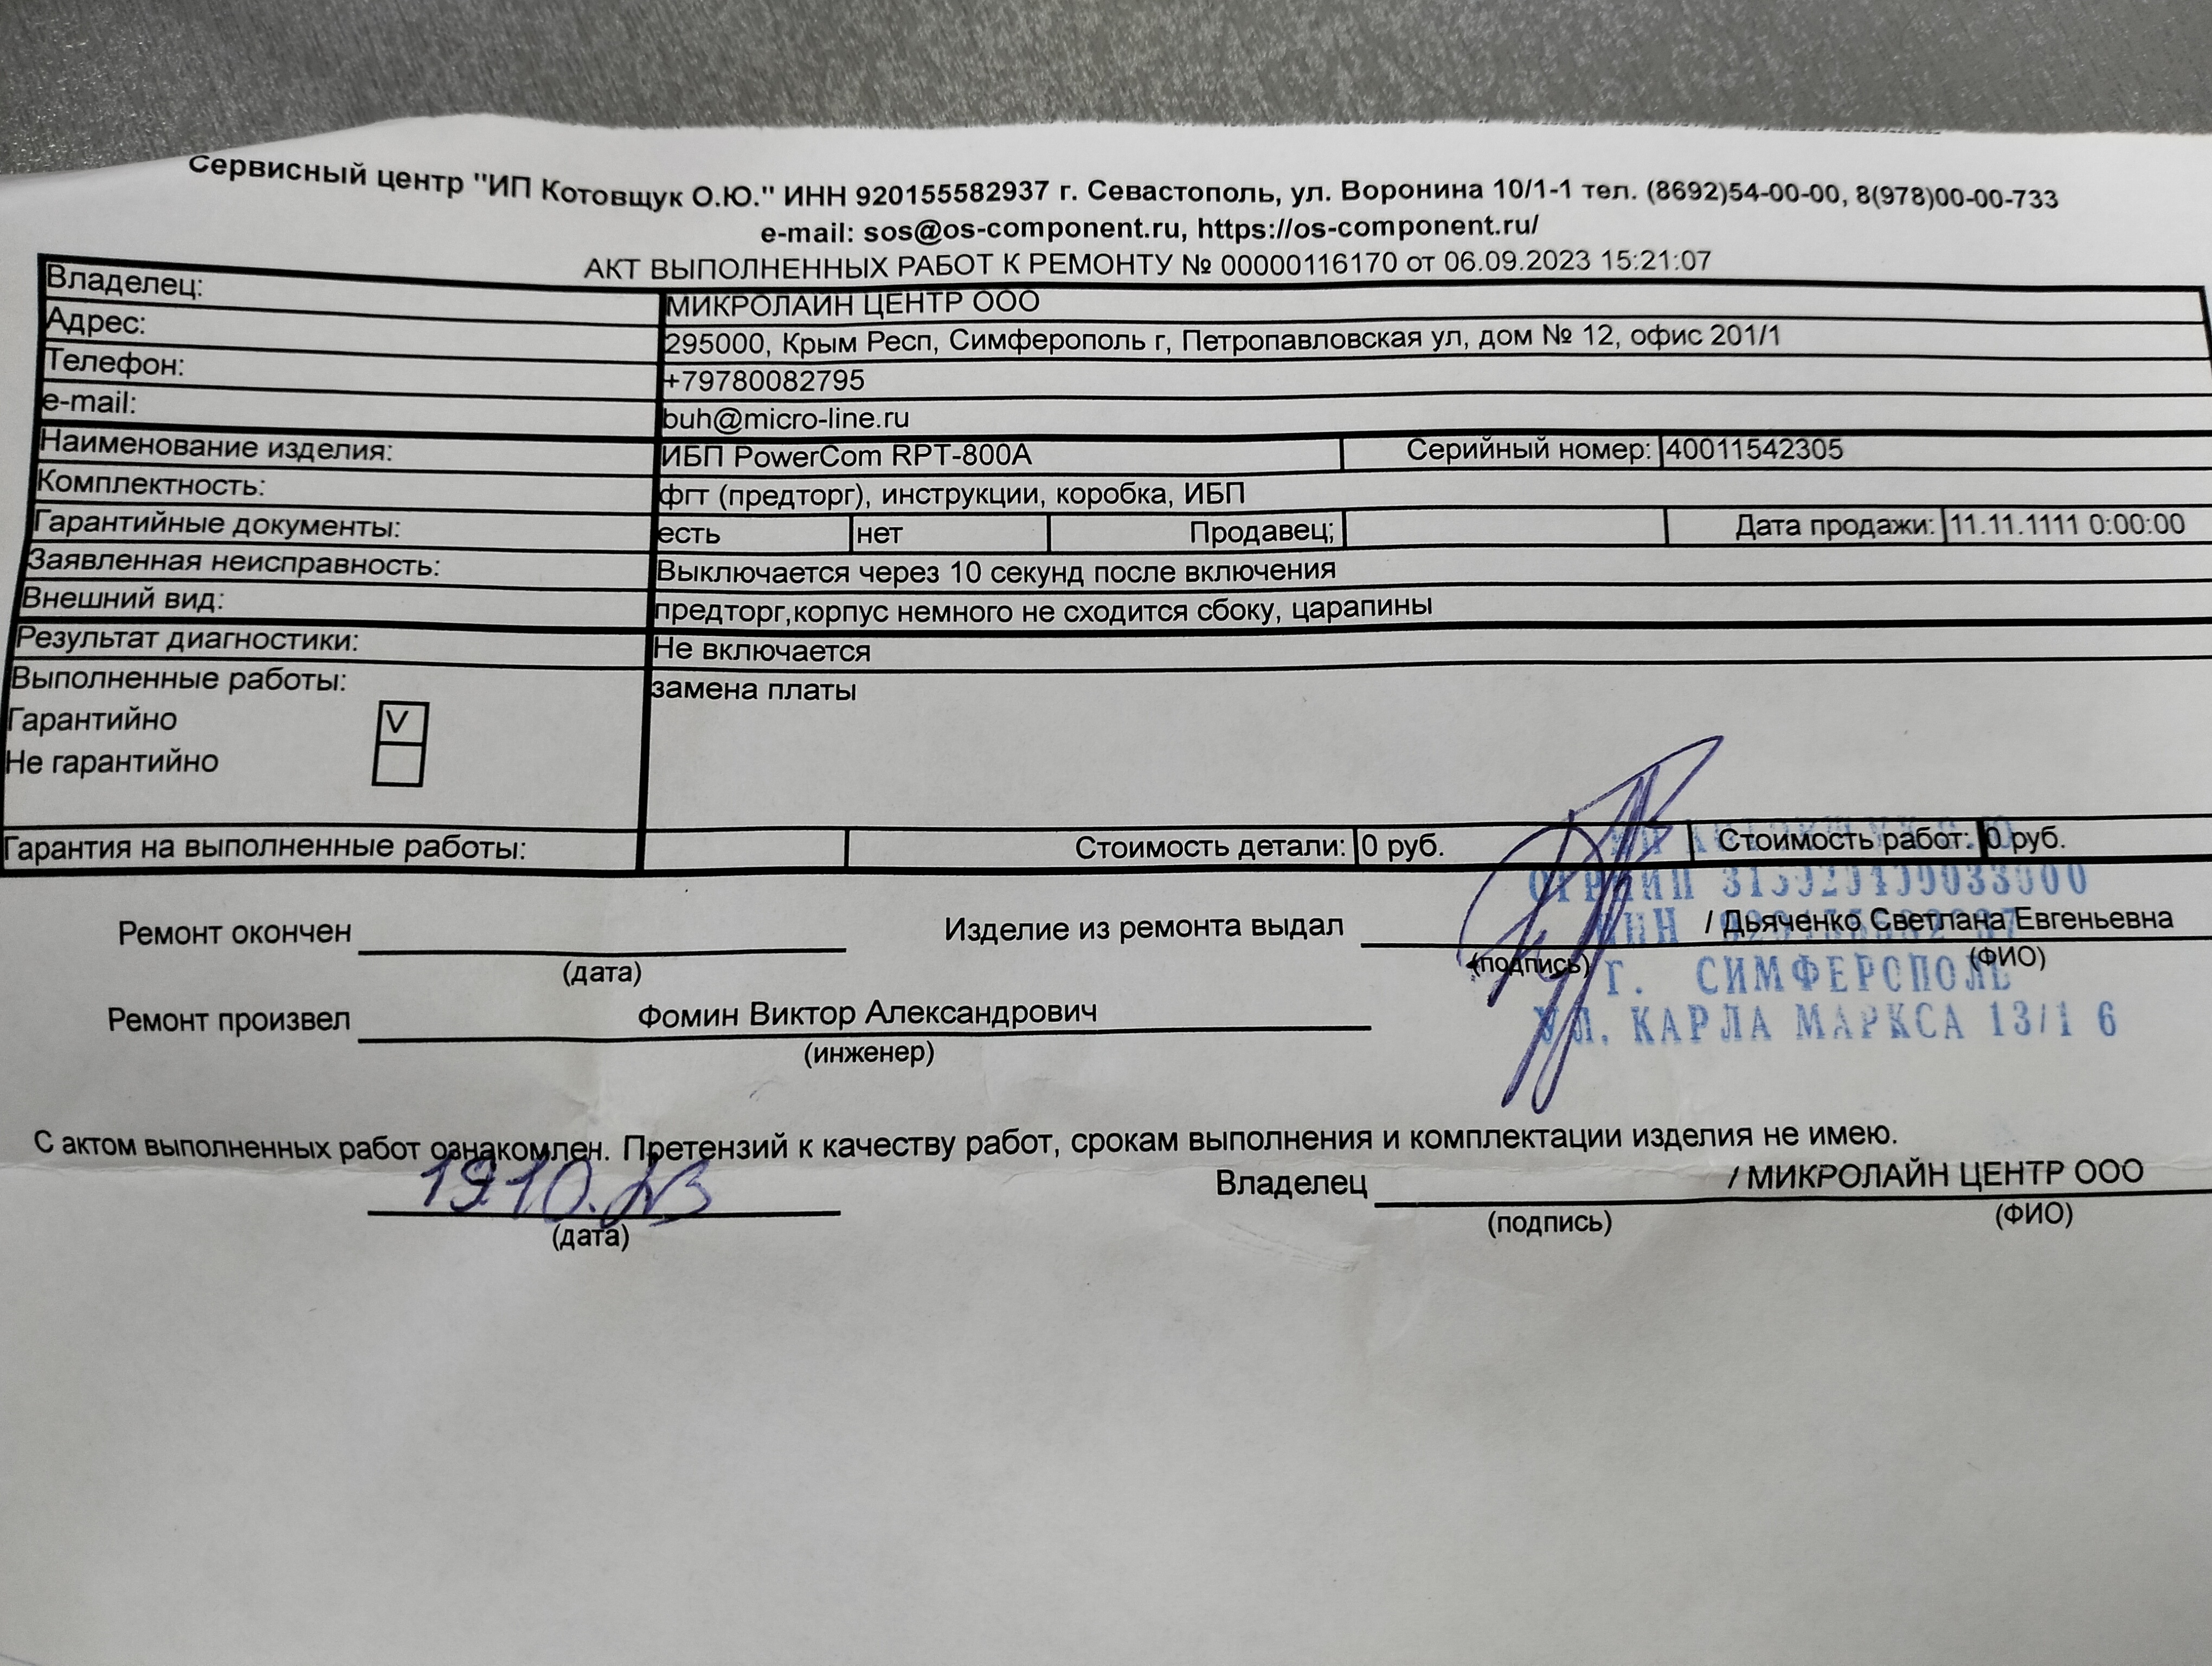 Сервисный центр "ИП Котовщук О.Ю." ИНН 920155582937 г. Севастополь, ул. Воронина 10/1-1 тел. (8692)54-00-00, 8(978)00-00-733
e-mail: sos@os-component.ru, https://os-component.ru/
АКТ ВЫПОЛНЕННЫХ РАБОТ К РЕМОНТУ № 00000116170 от 06.09.2023 15:21:07
Владелец: МИКРОЛАЙН ЦЕНТР ООО
Адрес: 295000, Крым Респ, Симферополь г, Петропавловская ул, дом № 12, офис 201/1
Телефон: +79780082795
e-mail: buh@micro-line.ru
Наименование изделия: ИБП PowerCom RPT-800A Серийный номер: 40011542305
Комплектность: фгт (предторг), инструкции, коробка, ИБП
Гарантийные документы: есть нет Продавец; Дата продажи: 11.11.1111 0:00:00
Заявленная неисправность: Выключается через 10 секунд после включения
Внешний вид: предторг,корпус немного не сходится сбоку, царапины
Результат диагностики: Не включается
Выполненные работы: замена платы
Гарантийно V
Не гарантийно
Гарантия на выполненные работы: Стоимость детали: 0 руб. Стоимость работ: 0 руб.
ОГРНИП
Ремонт окончен Изделие из ремонта выдал / Дьяченко Светлана Евгеньевна
ИНН
(дата) (подпись) (ФИО)
Г. СИМФЕРСПОЛЬ
Ремонт произвел Фомин Виктор Александрович
УЛ. КАРЛА МАРКСА 13/1 6
(инженер)
С актом выполненных работ ознакомлен. Претензий к качеству работ, срокам выполнения и комплектации изделия не имею.
19.10.23 Владелец / МИКРОЛАЙН ЦЕНТР ООО
(дата) (подпись) (ФИО)